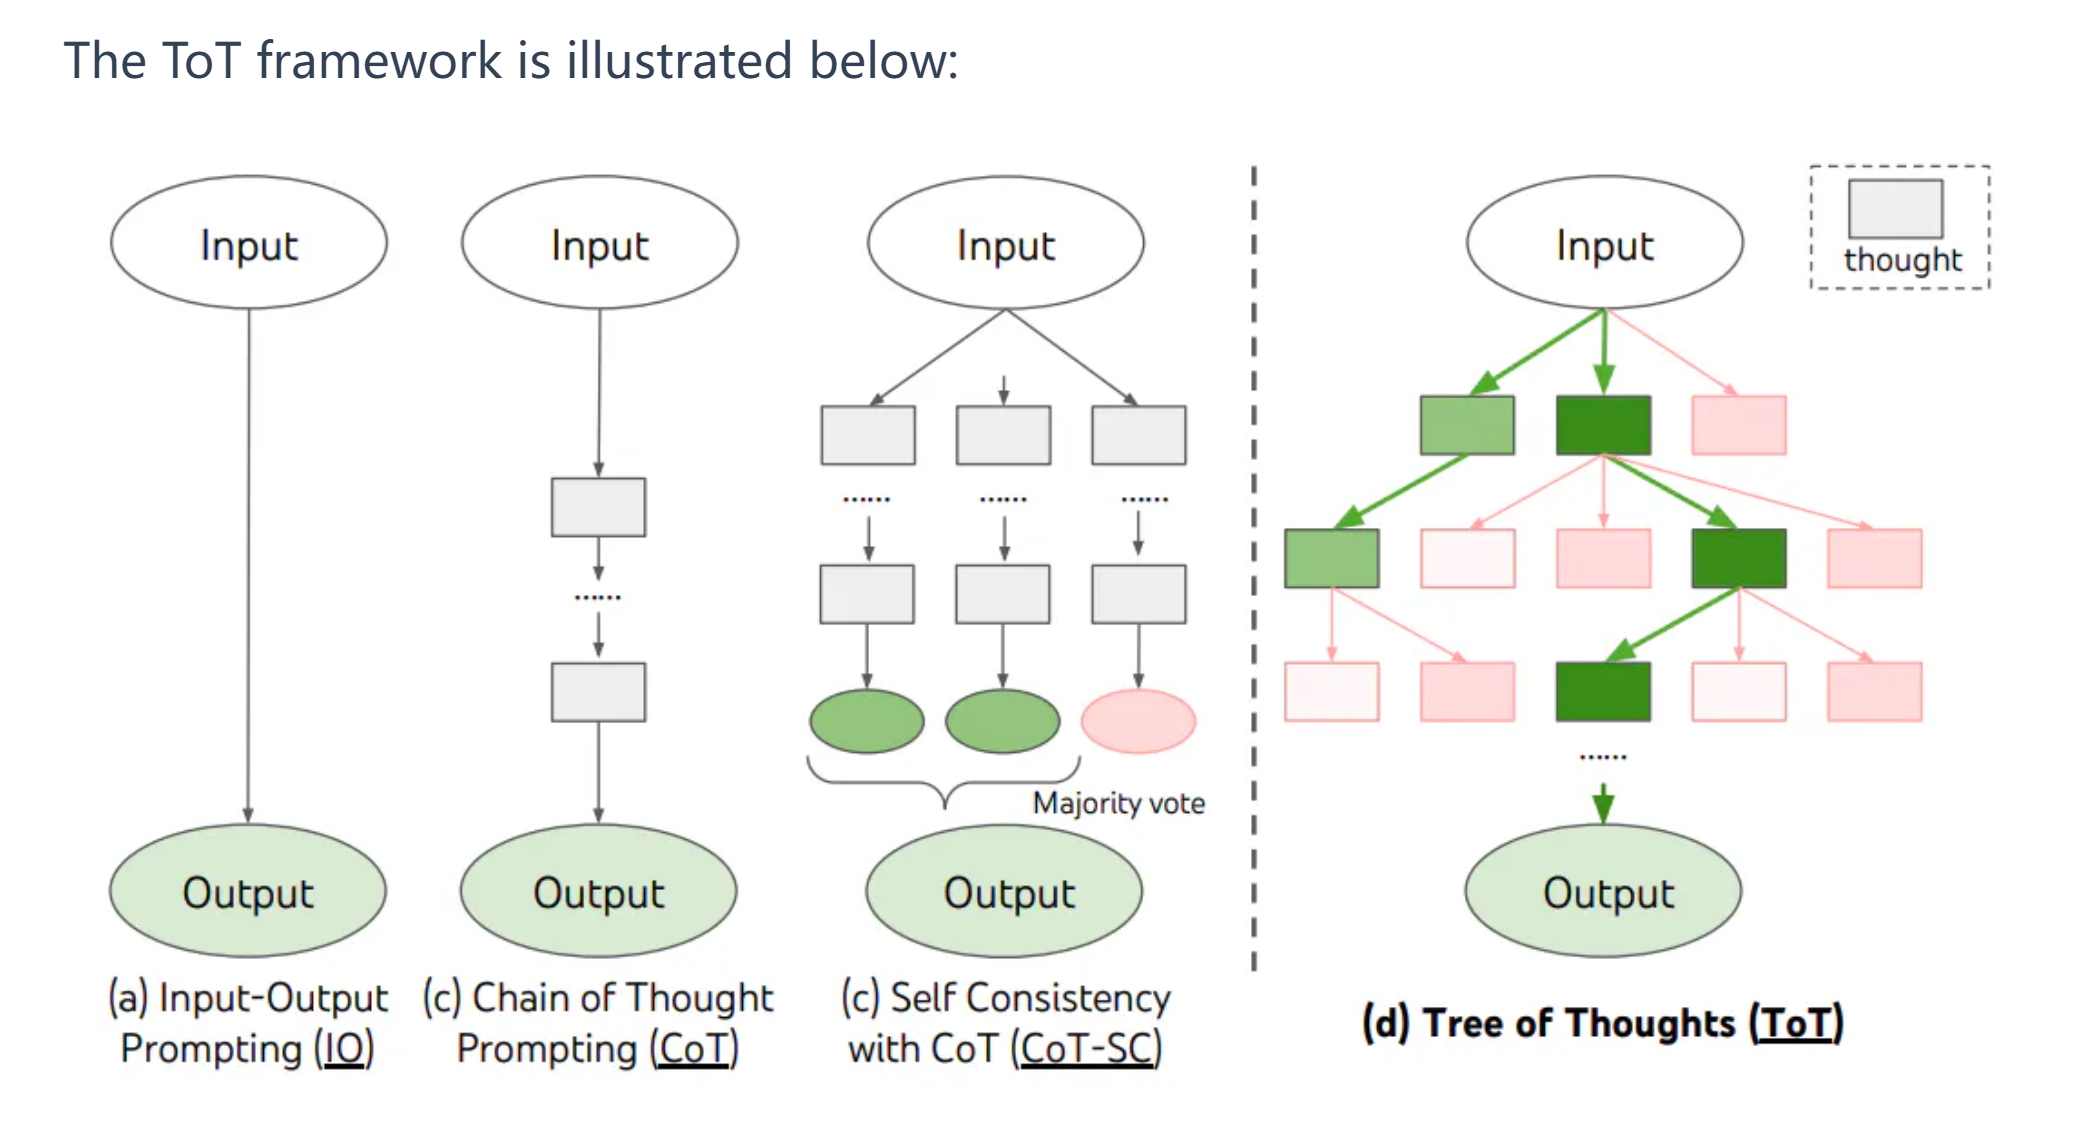 The ToT framework is illustrated below:
Input
Input
Input
Input
thought
......
......
......
......
......
Majority vote
Output
Output
Output
Output
(a) Input-Output
Prompting (IO)
(c) Chain of Thought
Prompting (CoT)
(c) Self Consistency
with CoT (CoT-SC)
(d) Tree of Thoughts (ToT)